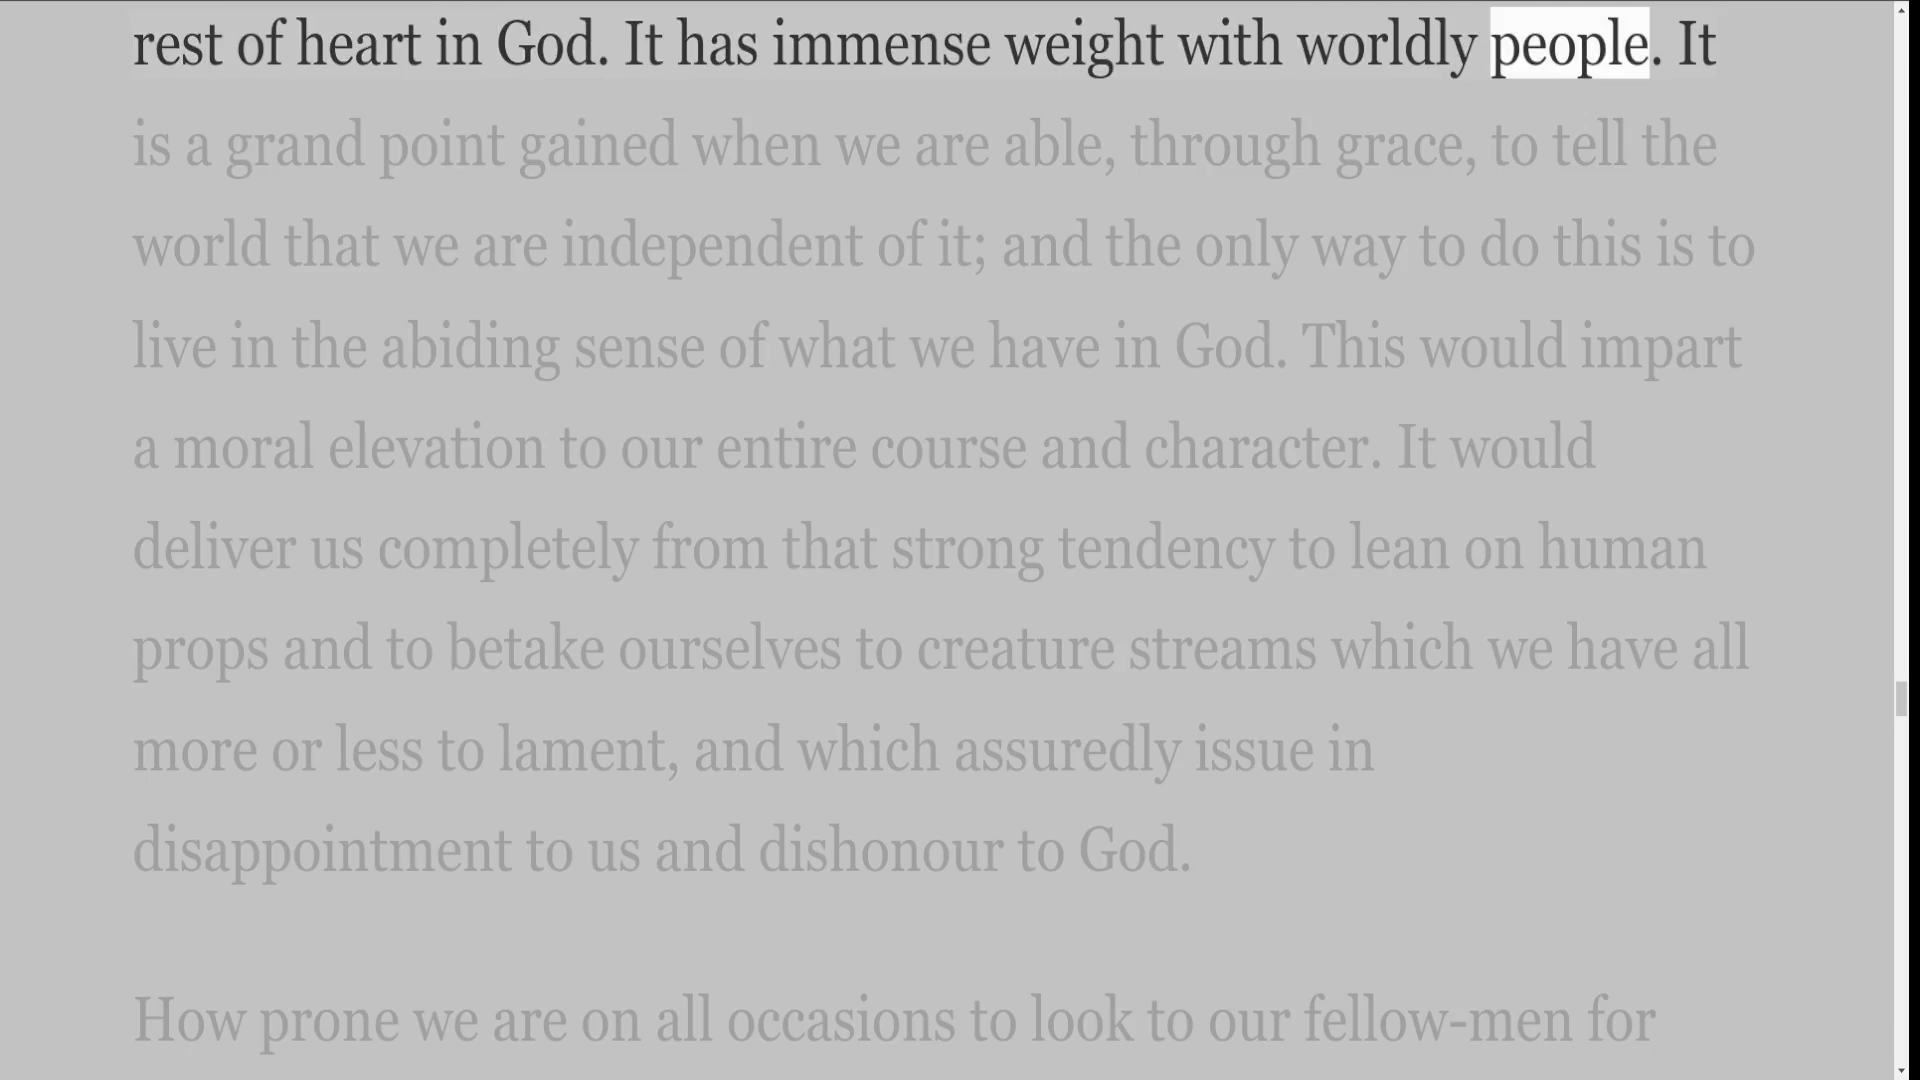 rest of heart in God. It has immense weight with worldly people. It
is a grand point gained when we are able, through grace, to tell the
world that we are independent of it; and the only way to do this is to
live in the abiding sense of what we have in God. This would impart
a moral elevation to our entire course and character. It would
deliver us completely from that strong tendency to lean on human
props and to betake ourselves to creature streams which we have all
more or less to lament, and which assuredly issue in
disappointment to us and dishonour to God.
How prone we are on all occasions to look to our fellow-men for